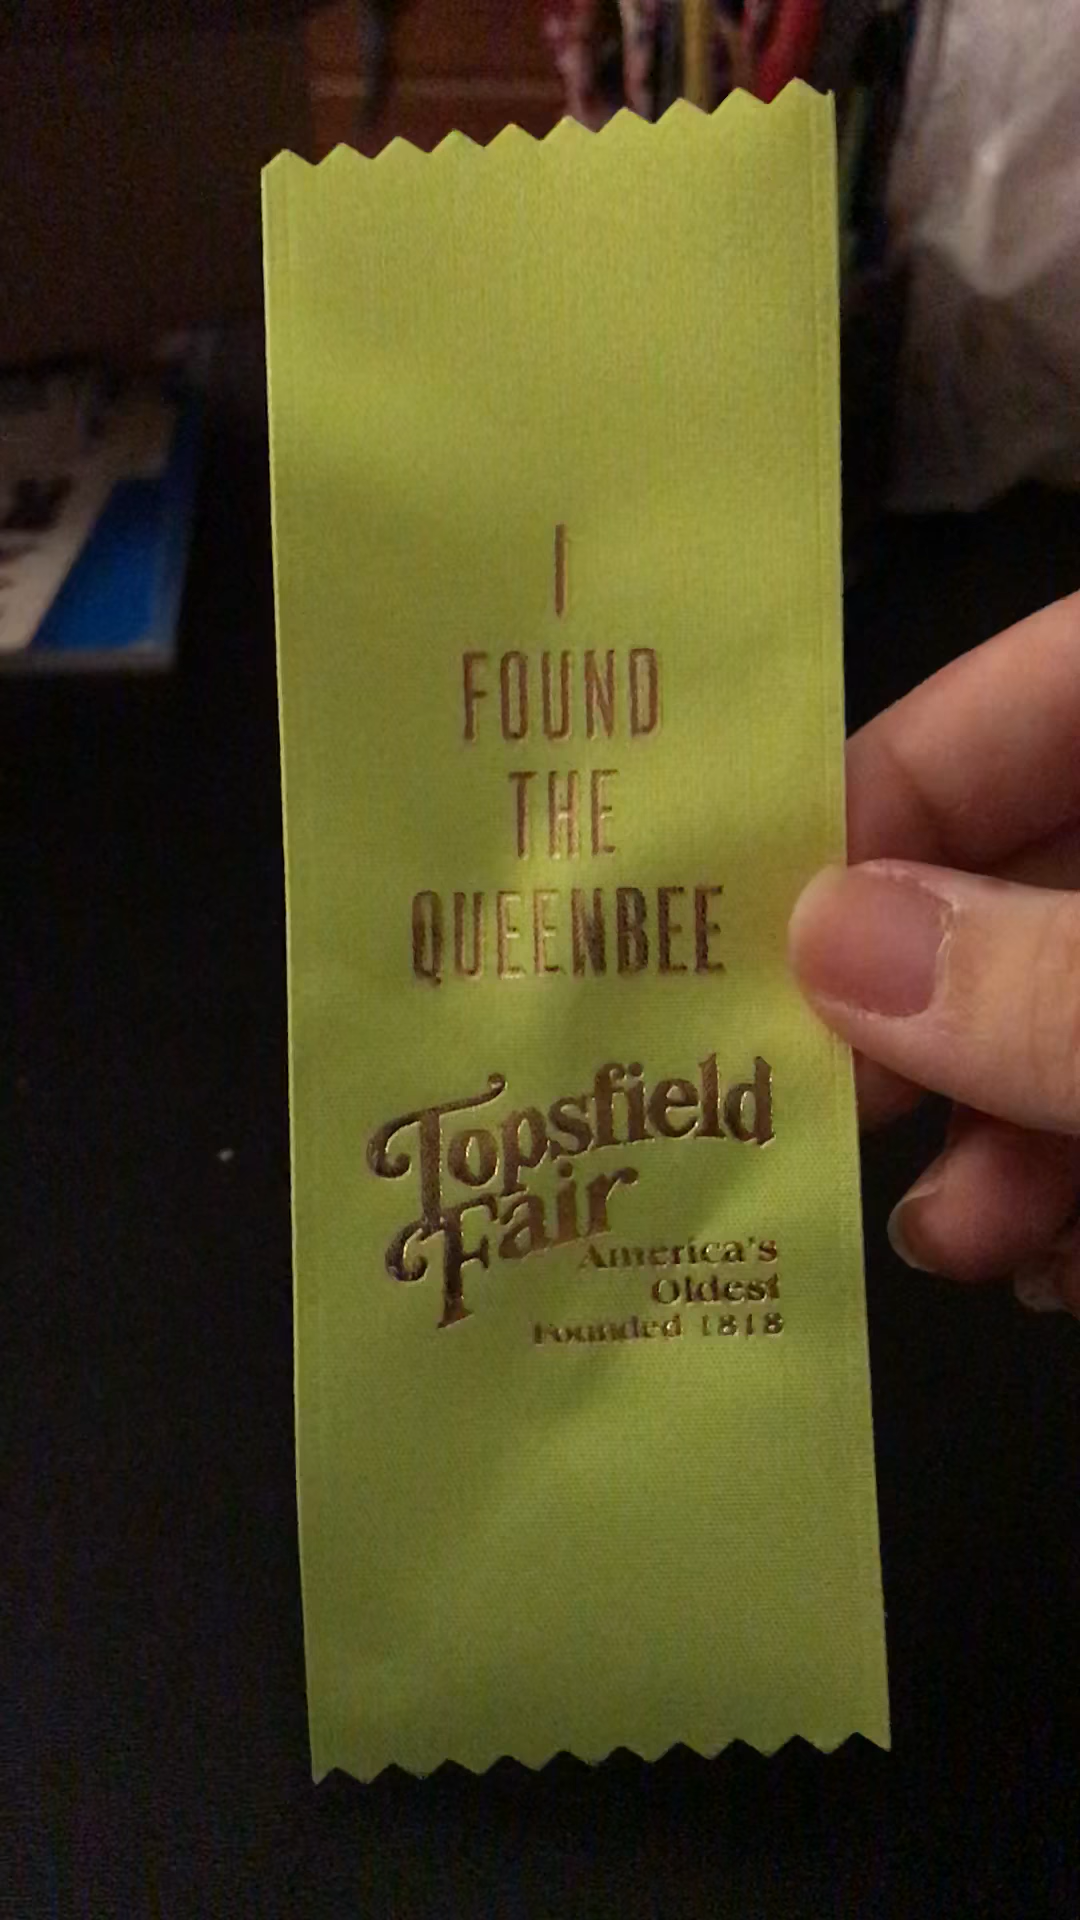 I
FOUND
THE
QUEENBEE
Topsfield
Fair
America's
Oldest
Founded 1818